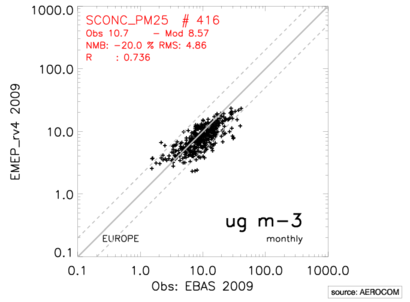 SCONC_PM25 # 416
Obs 10.7 - Mod 8.57
NMB: -20.0 % RMS: 4.86
R : 0.736
1000.0
100.0
10.0
1.0
0.1
EMEP_rv4 2009
ug m-3
EUROPE monthly
0.1 1.0 10.0 100.0 1000.0
Obs: EBAS 2009
source: AEROCOM